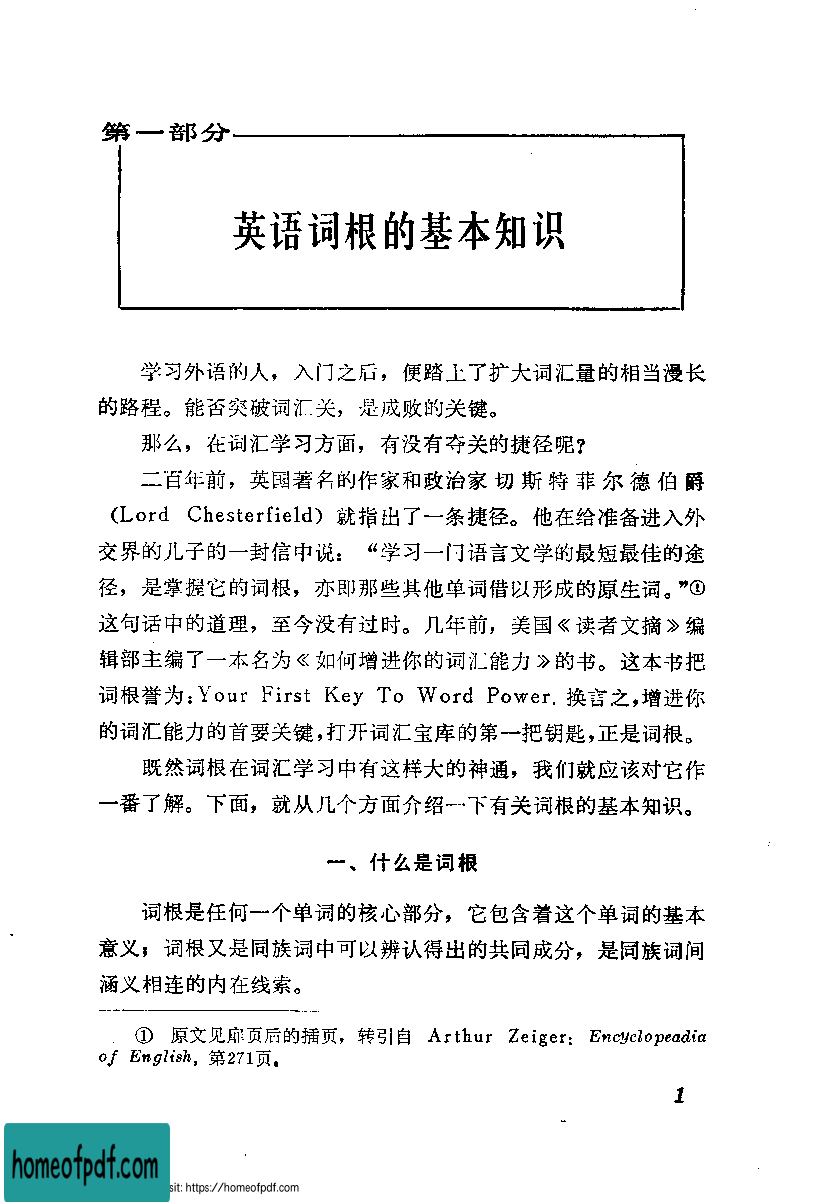 第一部分
英语词根的基本知识
学习外语的人，入门之后，便踏上了扩大词汇量的相当漫长
的路程。能否突破词汇关，是成败的关键。
那么，在词汇学习方面，有没有夺关的捷径呢？
二百年前，英国著名的作家和政治家切斯特菲尔德伯爵
（Lord Chesterfield）就指出了一条捷径。他在给准备进入外
交界的儿子的一封信中说：“学习一门语言文学的最短最佳的途
径，是掌握它的词根，亦即那些其他单词借以形成的原生词。”①
这句话中的道理，至今没有过时。几年前，美国《读者文摘》编
辑部主编了一本名为《如何增进你的词汇能力》的书。这本书把
词根誉为：Your First Key To Word Power. 换言之，增进你
的词汇能力的首要关键，打开词汇宝库的第一把钥匙，正是词根。
既然词根在词汇学习中有这样大的神通，我们就应该对它作
一番了解。下面，就从几个方面介绍一下有关词根的基本知识。
一、什么是词根
词根是任何一个单词的核心部分，它包含着这个单词的基本
意义；词根又是同族词中可以辨认得出的共同成分，是同族词间
涵义相连的内在线索。
① 原文见扉页后的插页，转引自 Arthur Zeiger: Encyclopeadia
of English, 第271页。
1
homeofpdf.com
sit: https://homeofpdf.com